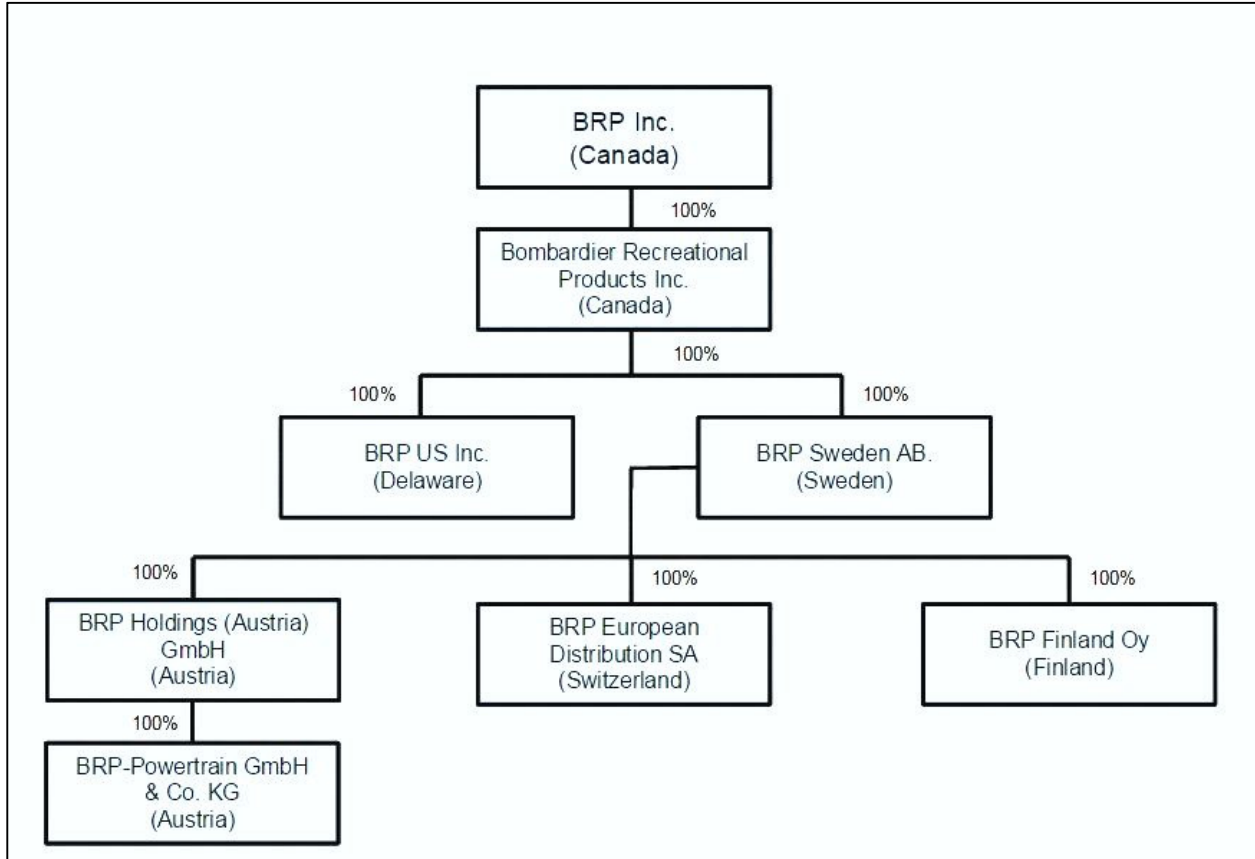 BRP Inc.
(Canada)
100%
Bombardier Recreational
Products Inc.
(Canada)
100%
100%
100%
BRP US Inc.
(Delaware)
BRP Sweden AB.
(Sweden)
100%
100%
100%
BRP Holdings (Austria)
GmbH
(Austria)
BRP European
Distribution SA
(Switzerland)
BRP Finland Oy
(Finland)
100%
BRP-Powertrain GmbH
& Co. KG
(Austria)